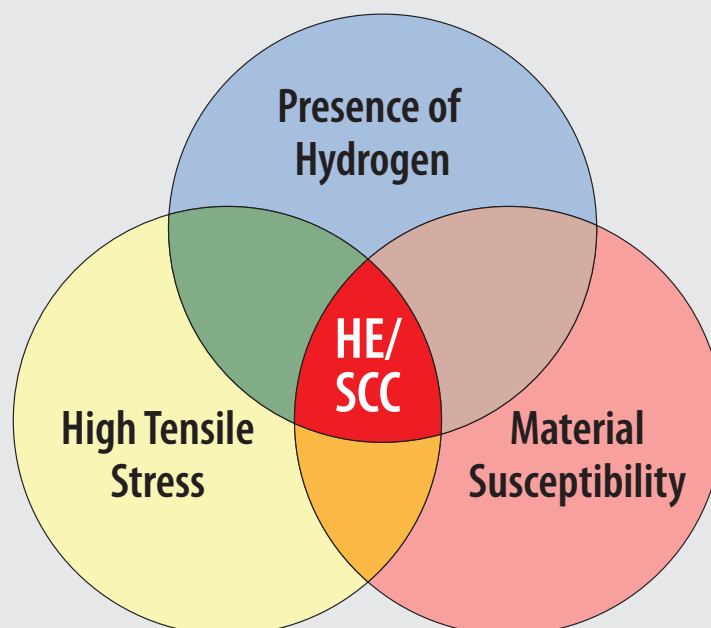 Presence of
Hydrogen
HE/
SCC
High Tensile
Stress
Material
Susceptibility